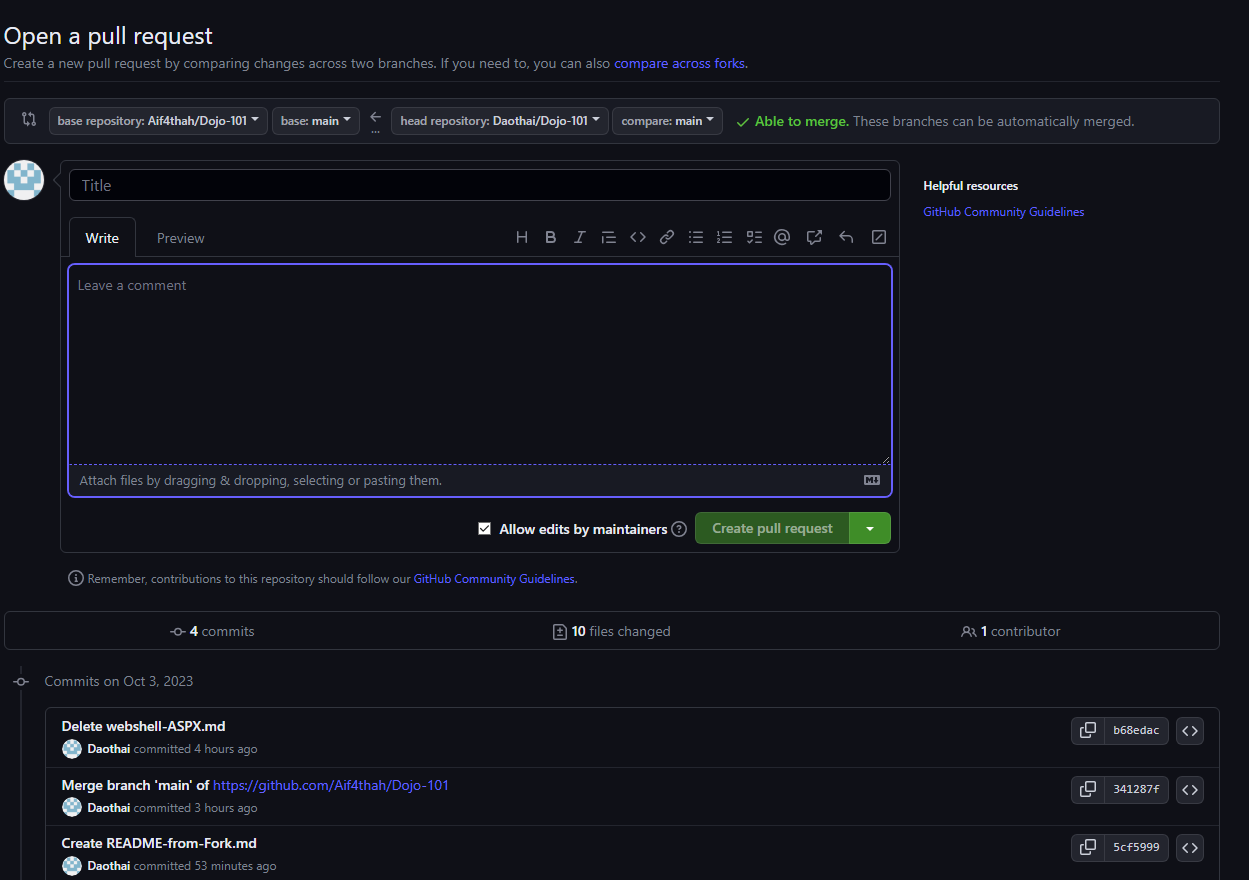 Open a pull request
Create a new pull request by comparing changes across two branches. If you need to, you can also compare across forks.
base repository: Aif4thah/Dojo-101 base: main ... head repository: Daothai/Dojo-101 compare: main Able to merge. These branches can be automatically merged.
Title
Helpful resources
GitHub Community Guidelines
Write Preview
Leave a comment
Attach files by dragging & dropping, selecting or pasting them.
Allow edits by maintainers Create pull request
Remember, contributions to this repository should follow our GitHub Community Guidelines.
4 commits 10 files changed 1 contributor
Commits on Oct 3, 2023
Delete webshell-ASPX.md
b68edac
Daothai committed 4 hours ago
Merge branch 'main' of https://github.com/Aif4thah/Dojo-101
341287f
Daothai committed 3 hours ago
Create README-from-Fork.md
5cf5999
Daothai committed 53 minutes ago